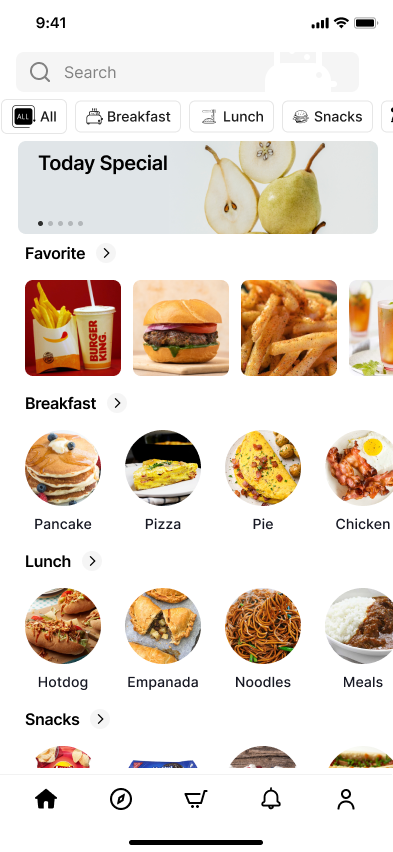 9:41
Search
ALL All
Breakfast
Lunch
Snacks
Today Special
Favorite
BURGER
KING.
Breakfast
Pancake
Pizza
Pie
Chicken
Lunch
Hotdog
Empanada
Noodles
Meals
Snacks